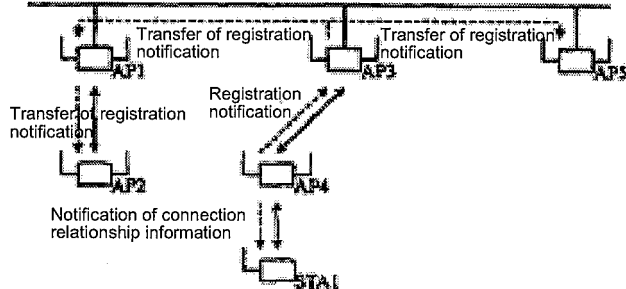 Transfer of registration
notification
Transfer of registration
notification
AP1
AP3
AP5
Registration
notification
Transfer of registration
notification
AP2
AP4
Notification of connection
relationship information
STA1